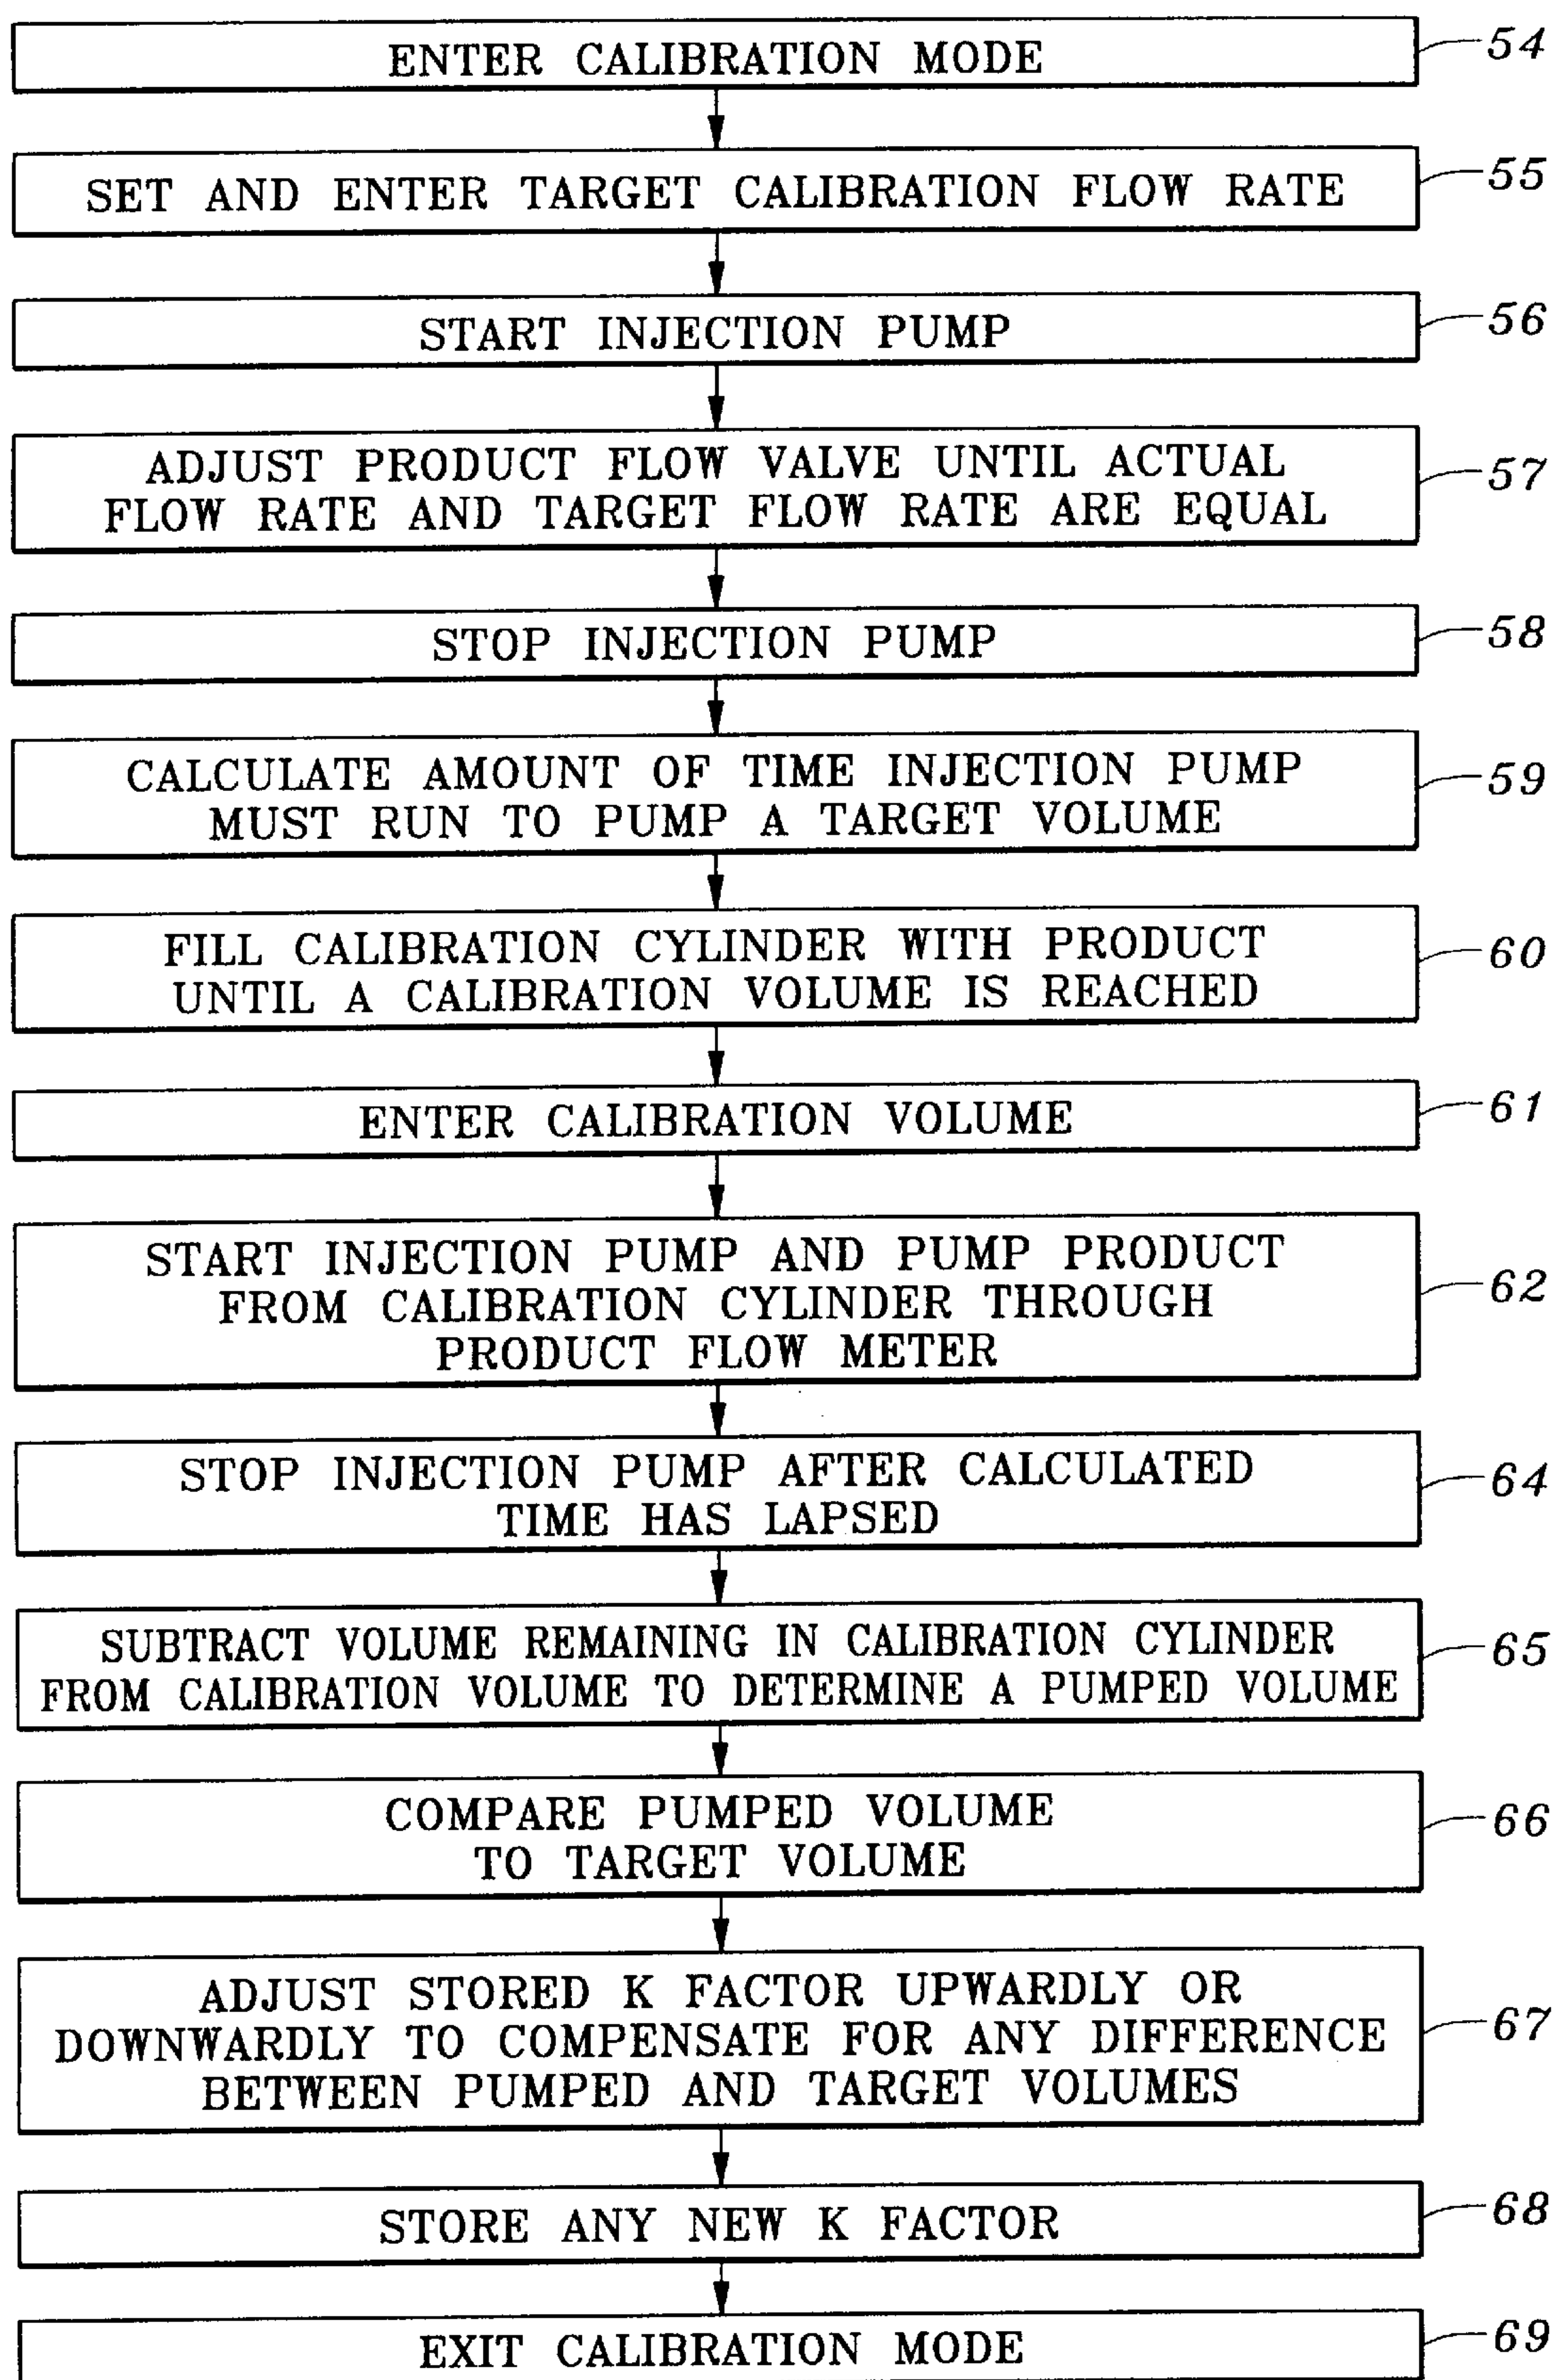 ENTER CALIBRATION MODE
54
SET AND ENTER TARGET CALIBRATION FLOW RATE
55
START INJECTION PUMP
56
ADJUST PRODUCT FLOW VALVE UNTIL ACTUAL
FLOW RATE AND TARGET FLOW RATE ARE EQUAL
57
STOP INJECTION PUMP
58
CALCULATE AMOUNT OF TIME INJECTION PUMP
MUST RUN TO PUMP A TARGET VOLUME
59
FILL CALIBRATION CYLINDER WITH PRODUCT
UNTIL A CALIBRATION VOLUME IS REACHED
60
ENTER CALIBRATION VOLUME
61
START INJECTION PUMP AND PUMP PRODUCT
FROM CALIBRATION CYLINDER THROUGH
PRODUCT FLOW METER
62
STOP INJECTION PUMP AFTER CALCULATED
TIME HAS LAPSED
64
SUBTRACT VOLUME REMAINING IN CALIBRATION CYLINDER
FROM CALIBRATION VOLUME TO DETERMINE A PUMPED VOLUME
65
COMPARE PUMPED VOLUME
TO TARGET VOLUME
66
ADJUST STORED K FACTOR UPWARDLY OR
DOWNWARDLY TO COMPENSATE FOR ANY DIFFERENCE
BETWEEN PUMPED AND TARGET VOLUMES
67
STORE ANY NEW K FACTOR
68
EXIT CALIBRATION MODE
69